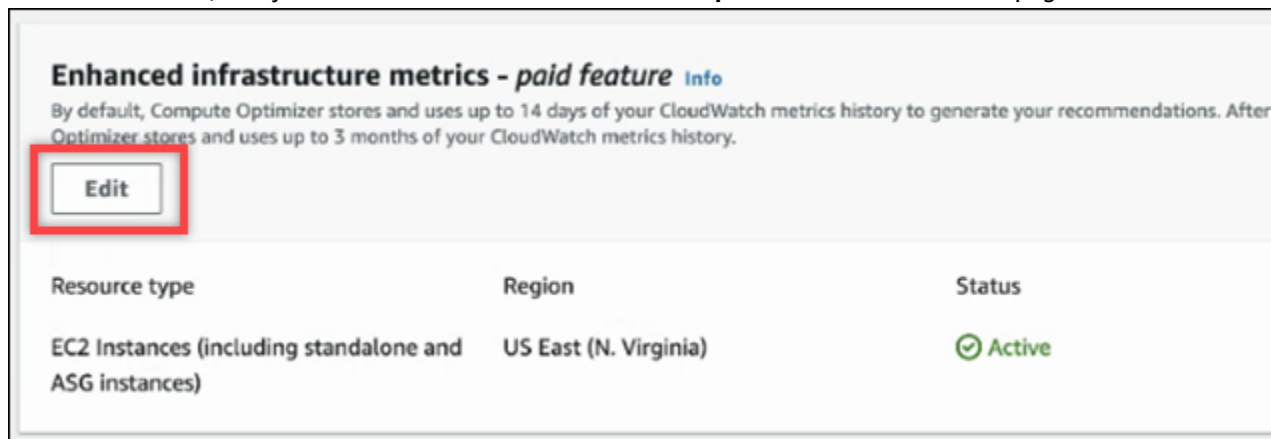 Enhanced infrastructure metrics - paid feature Info
By default, Compute Optimizer stores and uses up to 14 days of your CloudWatch metrics history to generate your recommendations. After
Optimizer stores and uses up to 3 months of your CloudWatch metrics history.
Edit
Resource type Region Status
EC2 Instances (including standalone and US East (N. Virginia) Active
ASG instances)